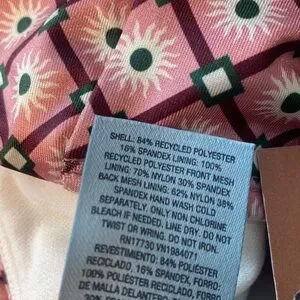 SHELL: 84% RECYCLED POLYESTER
16% SPANDEX LINING: 100%
RECYCLED POLYESTER FRONT MESH
LINING: 70% NYLON 30% SPANDEX
BACK MESH LINING: 62% NYLON 38%
SPANDEX HAND WASH COLD
SEPARATELY. ONLY NON CHLORINE
BLEACH IF NEEDED. LINE DRY. DO NOT
TWIST OR WRING. DO NOT IRON.
RN17730 VN1984071
REVESTIMIENTO: 84% POLIÉSTER
RECICLADO, 16% SPANDEX, FORRO:
100% POLIÉSTER RECICLADO, FORRO
DE MALLA DELANTERO